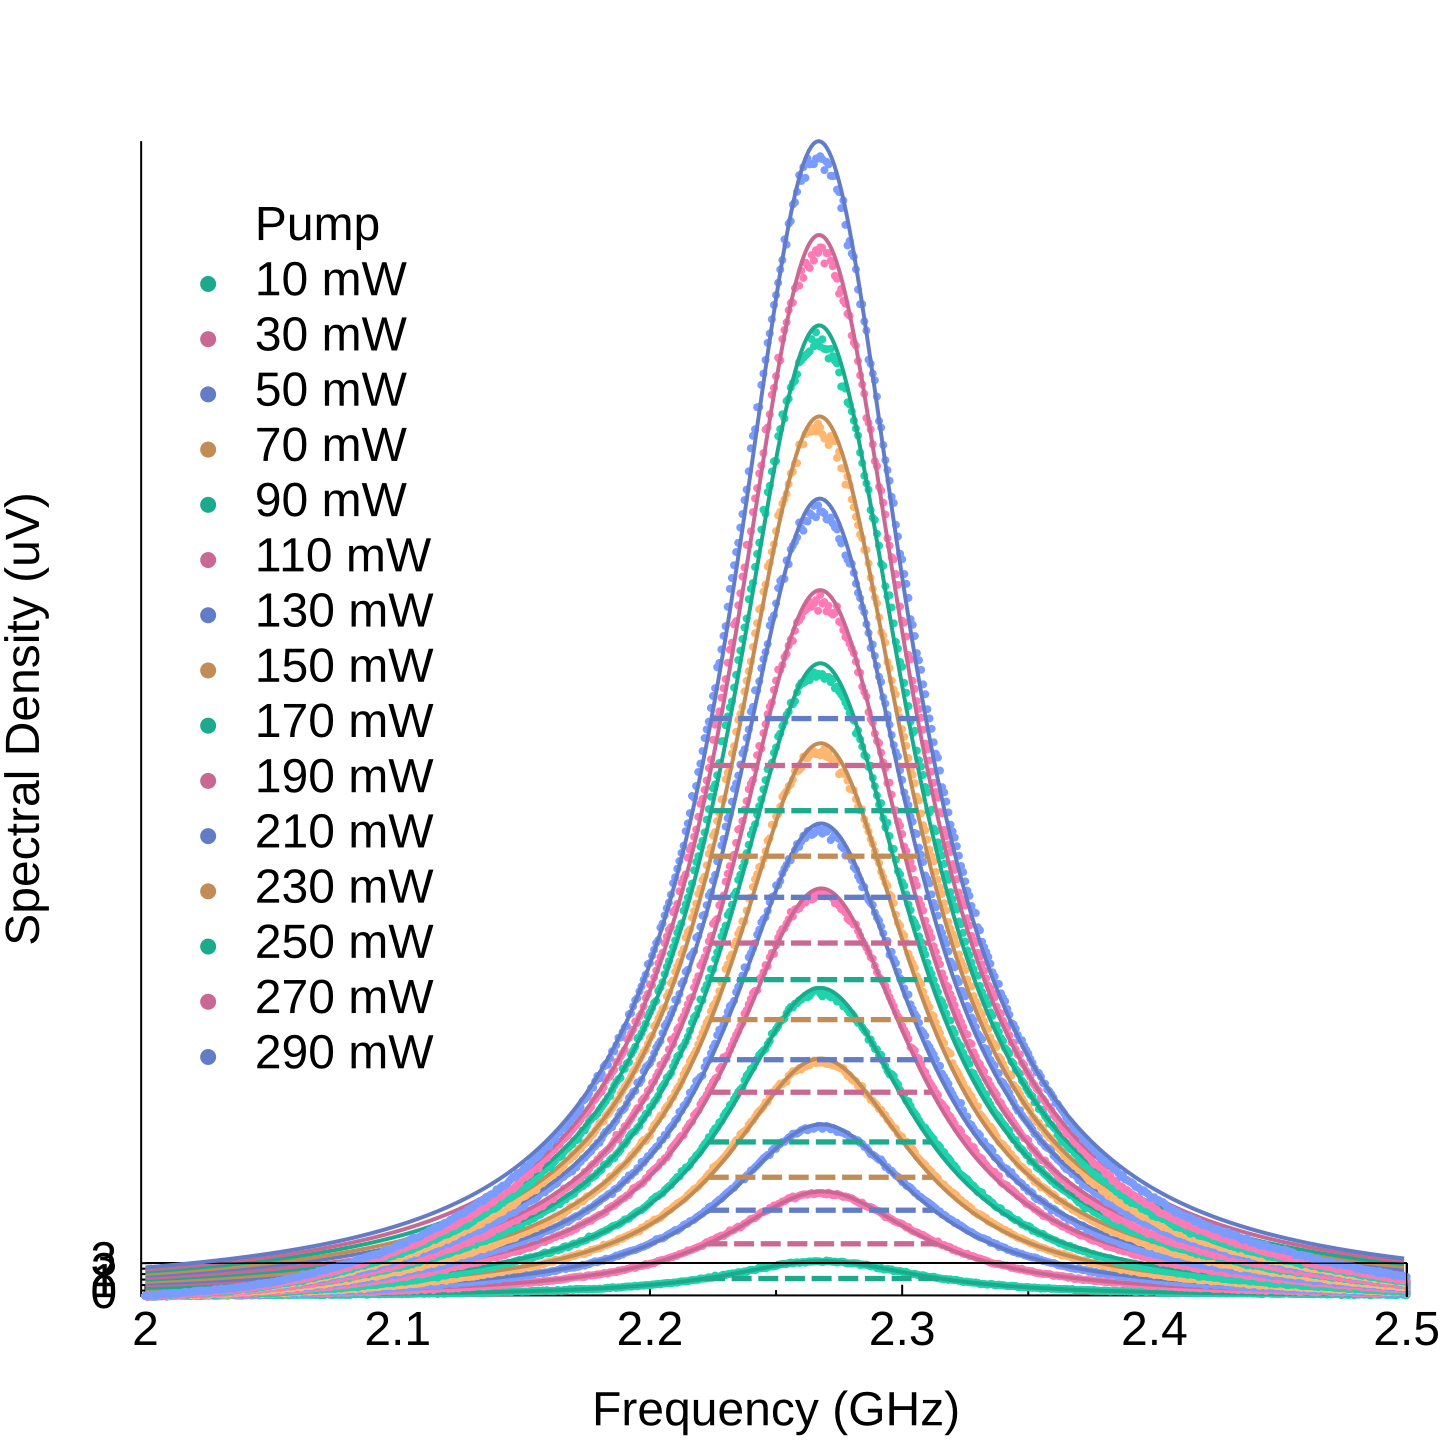 Pump
10 mW
30 mW
50 mW
70 mW
90 mW
110 mW
130 mW
150 mW
170 mW
190 mW
210 mW
230 mW
250 mW
270 mW
290 mW
Spectral Density (uV)
3
0
2
2.1
2.2
2.3
2.4
2.5
Frequency (GHz)